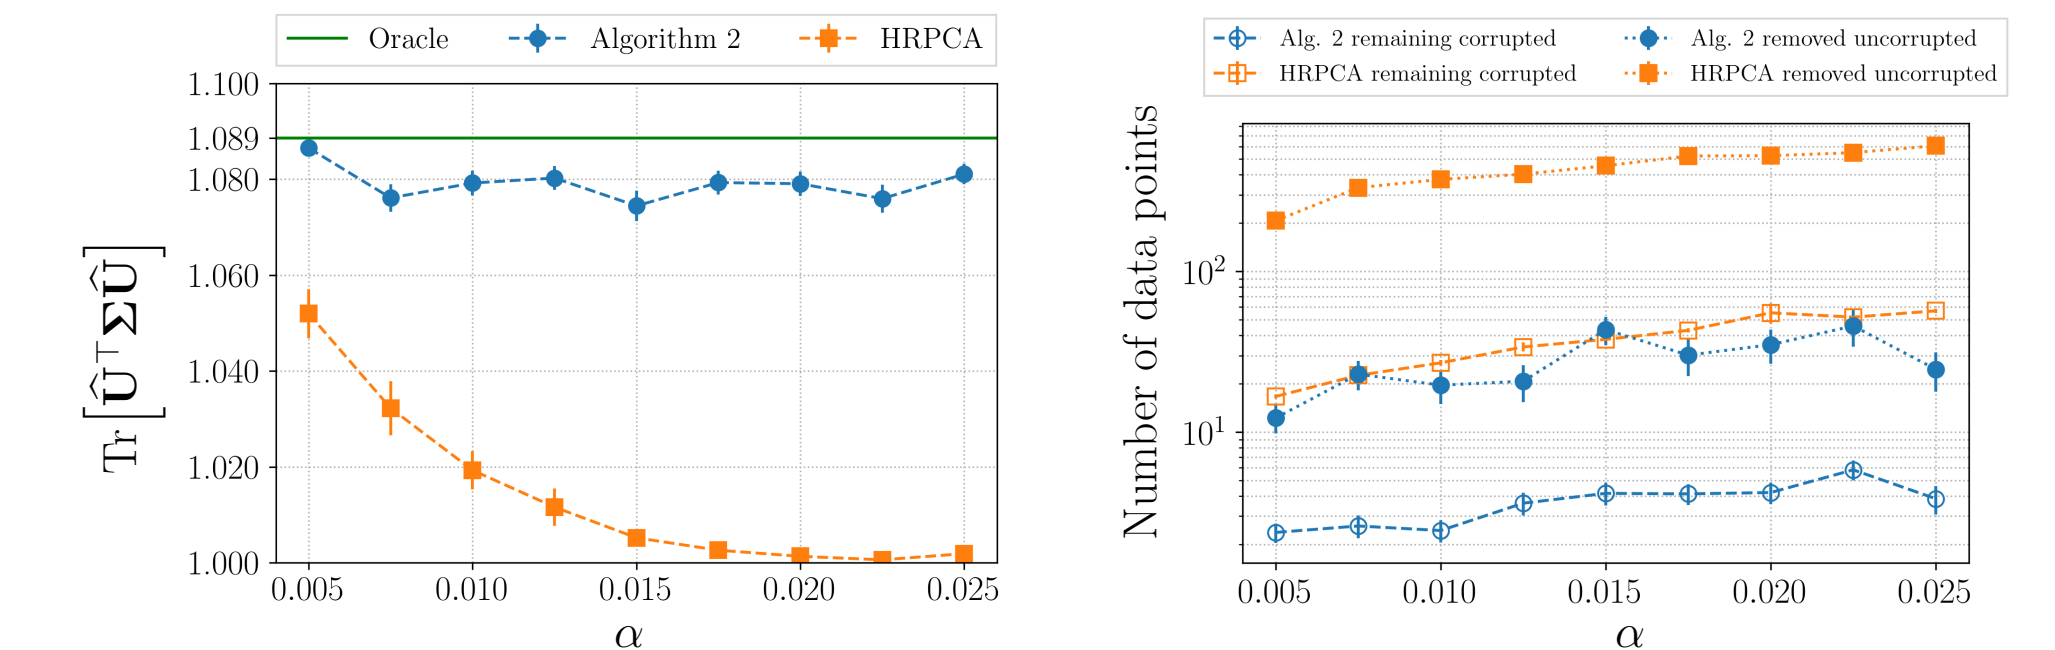 Oracle Algorithm 2 HRPCA
1.100
1.089
1.080
1.060
1.040
1.020
1.000
Tr [Û⊤ΣÛ]
0.005 0.010 0.015 0.020 0.025
α
Alg. 2 remaining corrupted Alg. 2 removed uncorrupted
HRPCA remaining corrupted HRPCA removed uncorrupted
Number of data points
10²
10¹
0.005 0.010 0.015 0.020 0.025
α